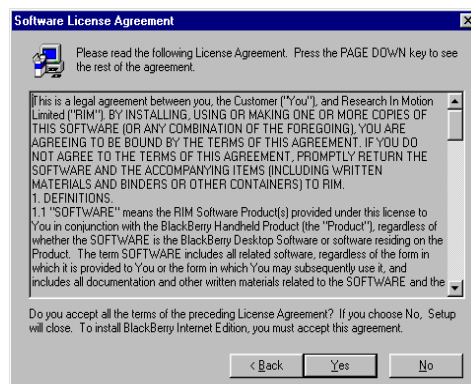 Software License Agreement
Please read the following License Agreement. Press the PAGE DOWN key to see
the rest of the agreement.
This is a legal agreement between you, the Customer ("You"), and Research In Motion
Limited ("RIM"). BY INSTALLING, USING OR MAKING ONE OR MORE COPIES OF
THIS SOFTWARE (OR ANY COMBINATION OF THE FOREGOING), YOU ARE
AGREEING TO BE BOUND BY THE TERMS OF THIS AGREEMENT. IF YOU DO
NOT AGREE TO THE TERMS OF THIS AGREEMENT, PROMPTLY RETURN THE
SOFTWARE AND THE ACCOMPANYING ITEMS (INCLUDING WRITTEN
MATERIALS AND BINDERS OR OTHER CONTAINERS) TO RIM.
1. DEFINITIONS.
1.1 "SOFTWARE" means the RIM Software Product(s) provided under this license to
You in conjunction with the BlackBerry Handheld Product (the "Product"), regardless of
whether the SOFTWARE is the BlackBerry Desktop Software or software residing on the
Product. The term SOFTWARE includes all related software, regardless of the form in
which it is provided to You or the form in which You may subsequently use it, and
includes all documentation and other written materials related to the SOFTWARE and the
Do you accept all the terms of the preceding License Agreement? If you choose No, Setup
will close. To install BlackBerry Internet Edition, you must accept this agreement.
< Back
Yes
No